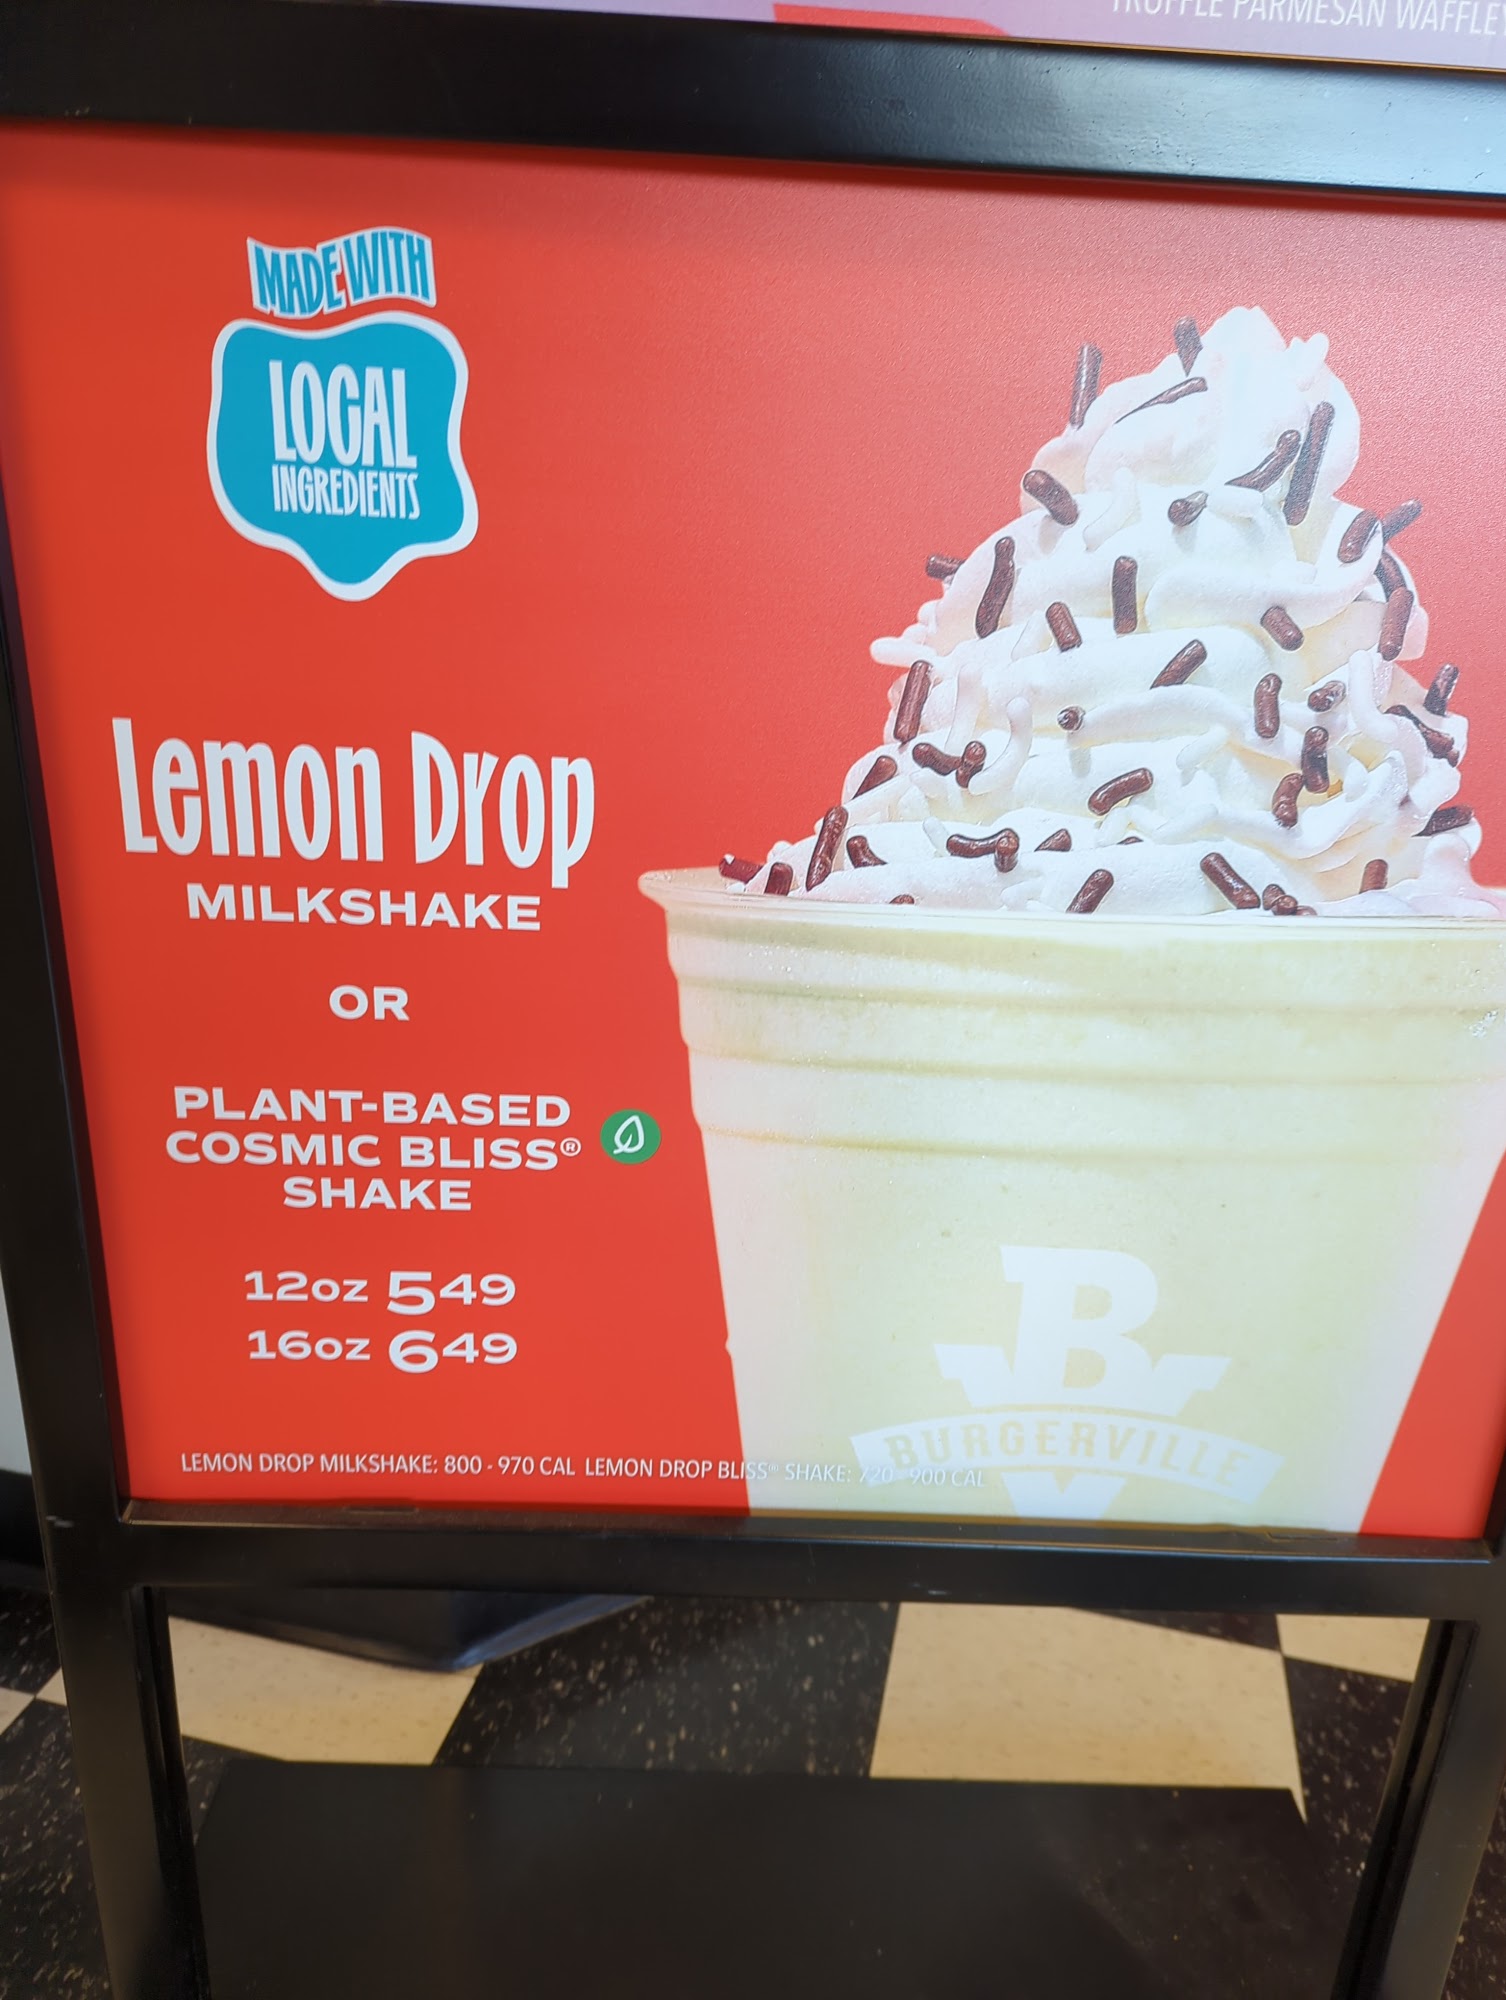 TRUFFLE PARMESAN WAFFLE
MADE WITH
LOCAL
INGREDIENTS
Lemon Drop
MILKSHAKE
OR
PLANT-BASED
COSMIC BLISS®
SHAKE
12oz 549
16oz 649
B
BURGERVILLE
LEMON DROP MILKSHAKE: 800 - 970 CAL LEMON DROP BLISS® SHAKE: 720 - 900 CAL